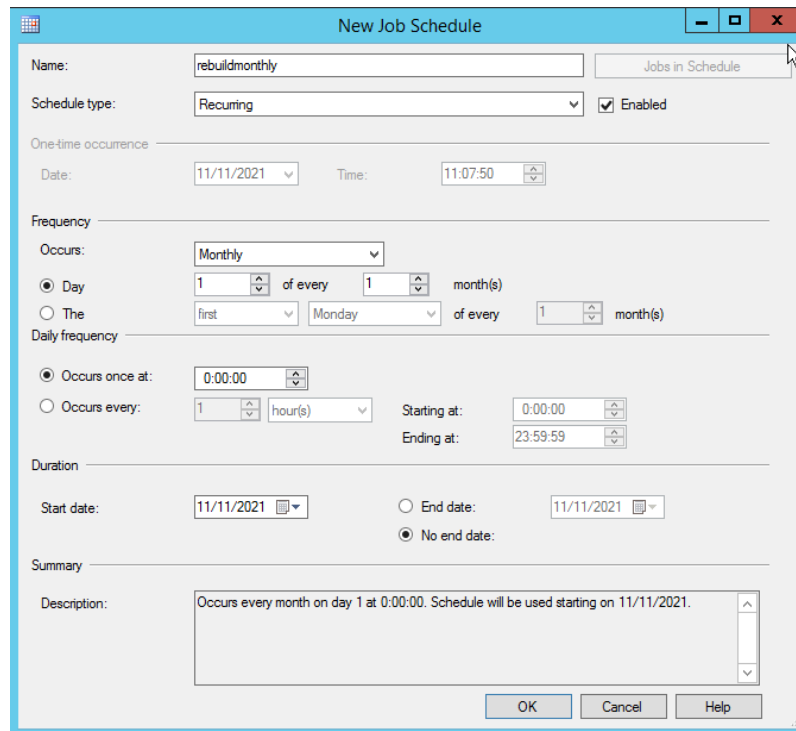 New Job Schedule
Name: rebuildmonthly Jobs in Schedule
Schedule type: Recurring Enabled
One-time occurrence
Date: 11/11/2021 Time: 11:07:50
Frequency
Occurs: Monthly
Day 1 of every 1 month(s)
The first Monday of every 1 month(s)
Daily frequency
Occurs once at: 0:00:00
Occurs every: 1 hour(s) Starting at: 0:00:00
Ending at: 23:59:59
Duration
Start date: 11/11/2021 End date: 11/11/2021
No end date:
Summary
Description: Occurs every month on day 1 at 0:00:00. Schedule will be used starting on 11/11/2021.
OK Cancel Help